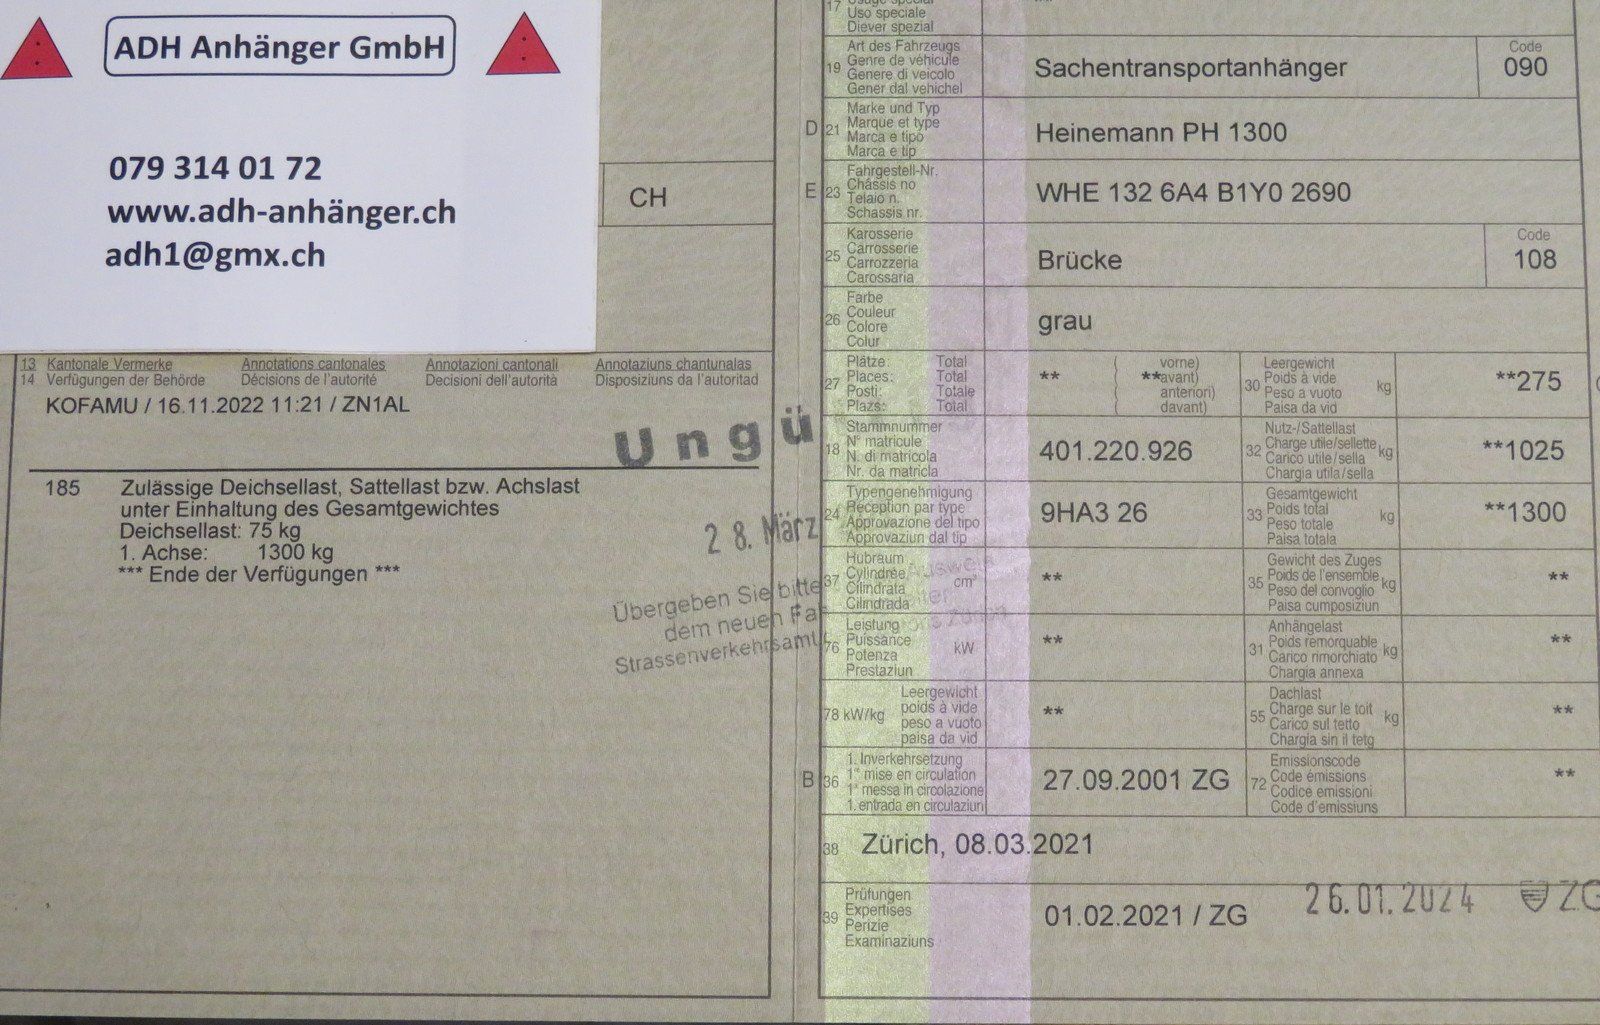 ADH Anhänger GmbH
079 314 01 72
www.adh-anhänger.ch
adh1@gmx.ch
CH
13 Kantonale Vermerke Annotations cantonales Annotazioni cantonali Annotaziuns chantunalas
14 Verfügungen der Behörde Décisions de l'autorité Decisioni dell'autorità Disposiziuns da l'autoritad
KOFAMU / 16.11.2022 11:21 / ZN1AL
Ungü
185 Zulässige Deichsellast, Sattellast bzw. Achslast
unter Einhaltung des Gesamtgewichtes
Deichsellast: 75 kg
1. Achse: 1300 kg
*** Ende der Verfügungen ***
28. März
Übergeben Sie bitte
dem neuen Fa
Strassenverkehrsamt
17
Uso speciale
Diever spezial
19 Art des Fahrzeugs
Genre de véhicule
Genere di veicolo
Gener dal vehichel
Sachentransportanhänger
Code
090
D 21 Marke und Typ
Marque et type
Marca e tipo
Marca e tip
Heinemann PH 1300
E 23 Fahrgestell-Nr.
Châssis no
Telaio n.
Schassis nr.
WHE 132 6A4 B1Y0 2690
25 Karosserie
Carrosserie
Carrozzeria
Carossaria
Brücke
Code
108
26 Farbe
Couleur
Colore
Colur
grau
27 Plätze: Total ( vorne)
Places: Total ( avant)
Posti: Totale ( anteriori)
Plazs: Total ( davant)
** **
30 Leergewicht
Poids à vide
Peso a vuoto
Paisa da vid
kg **275
18 Stammnummer
N° matricule
N. di matricola
Nr. da matricla
401.220.926
32 Nutz-/Sattellast
Charge utile/sellette
Carico utile/sella
Chargia utila/sella
kg **1025
24 Typengenehmigung
Réception par type
Approvazione del tipo
Approvaziun dal tip
9HA3 26
33 Gesamtgewicht
Poids total
Peso totale
Paisa totala
kg **1300
37 Hubraum
Cylindrée
Cilindrata
Cilindrada
cm³ **
35 Gewicht des Zuges
Poids de l'ensemble
Peso del convoglio
Paisa cumposiziun
kg **
76 Leistung
Puissance
Potenza
Prestaziun
kW **
31 Anhängelast
Poids remorquable
Carico rimorchiato
Chargia annexa
kg **
78 kW/kg Leergewicht
poids à vide
peso a vuoto
paisa da vid
**
55 Dachlast
Charge sur le toit
Carico sul tetto
Chargia sin il tetg
kg **
B 36 1. Inverkehrsetzung
1re mise en circulation
1a messa in circolazione
1. entrada en circulaziun
27.09.2001 ZG
72 Emissionscode
Code émissions
Codice emissioni
Code d'emissiuns
**
38 Zürich, 08.03.2021
39 Prüfungen
Expertises
Perizie
Examinaziuns
01.02.2021 / ZG
26.01.2024 ZG